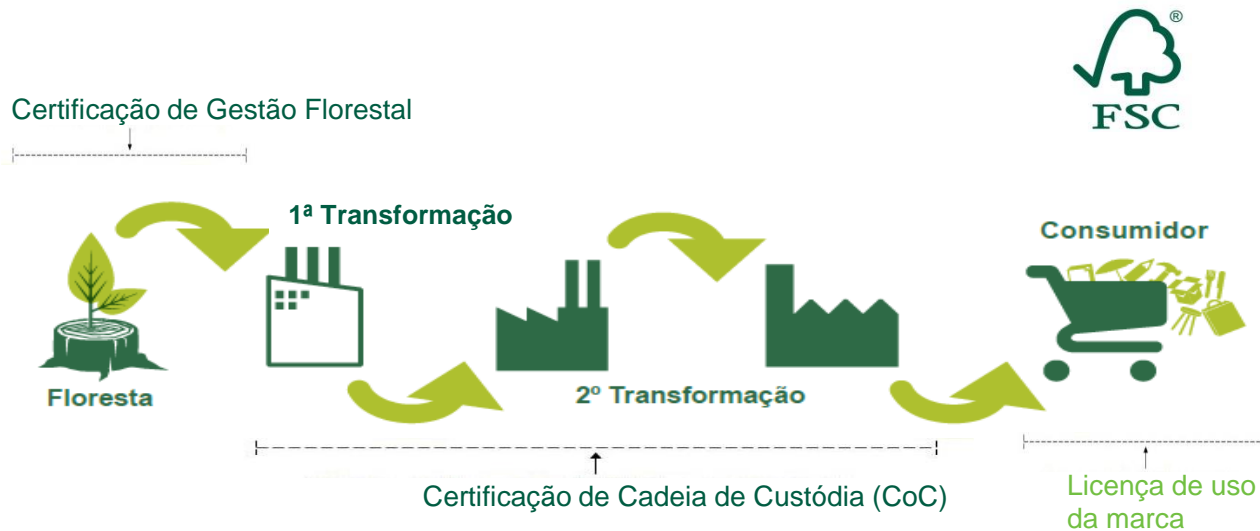 ®
FSC
Certificação de Gestão Florestal
1ª Transformação
Consumidor
Floresta
2º Transformação
Certificação de Cadeia de Custódia (CoC)
Licença de uso
da marca